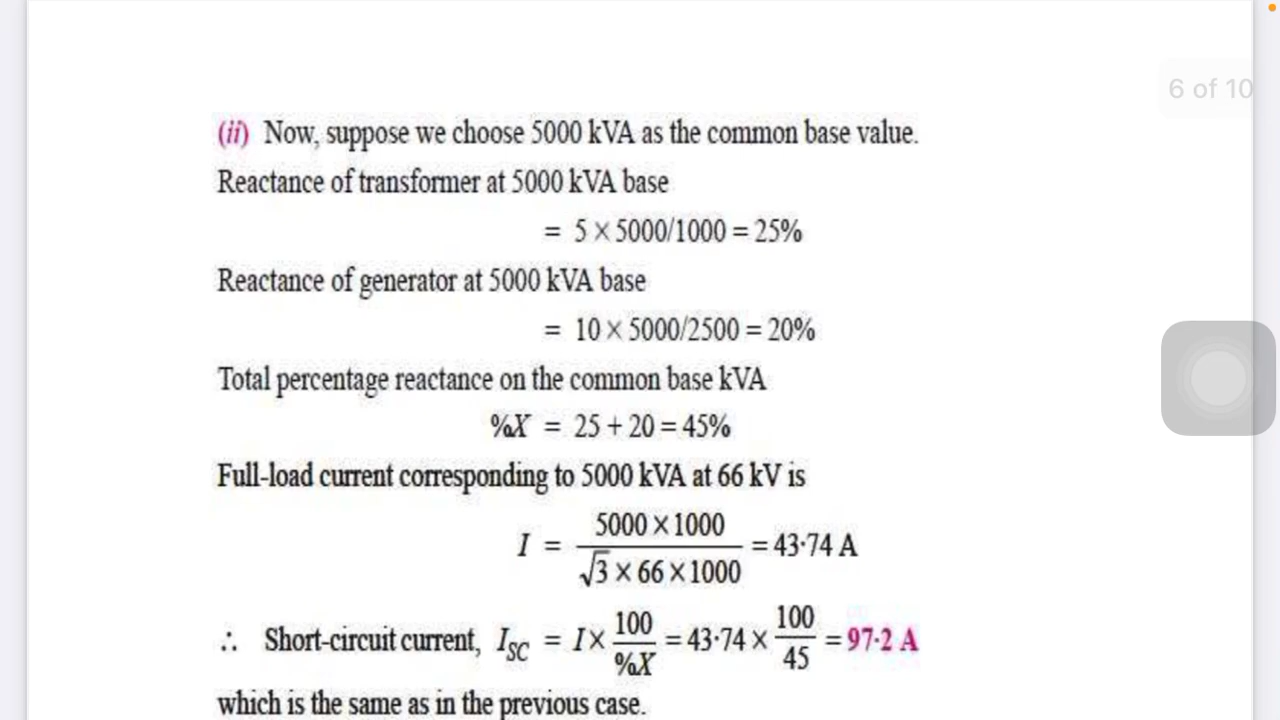 6 of 10
(ii) Now, suppose we choose 5000 kVA as the common base value.
Reactance of transformer at 5000 kVA base
= 5 × 5000/1000 = 25%
Reactance of generator at 5000 kVA base
= 10 × 5000/2500 = 20%
Total percentage reactance on the common base kVA
%X = 25 + 20 = 45%
Full-load current corresponding to 5000 kVA at 66 kV is
I = 5000 × 1000 / √3 × 66 × 1000 = 43·74 A
∴ Short-circuit current, I_SC = I × 100/%X = 43·74 × 100/45 = 97·2 A
which is the same as in the previous case.